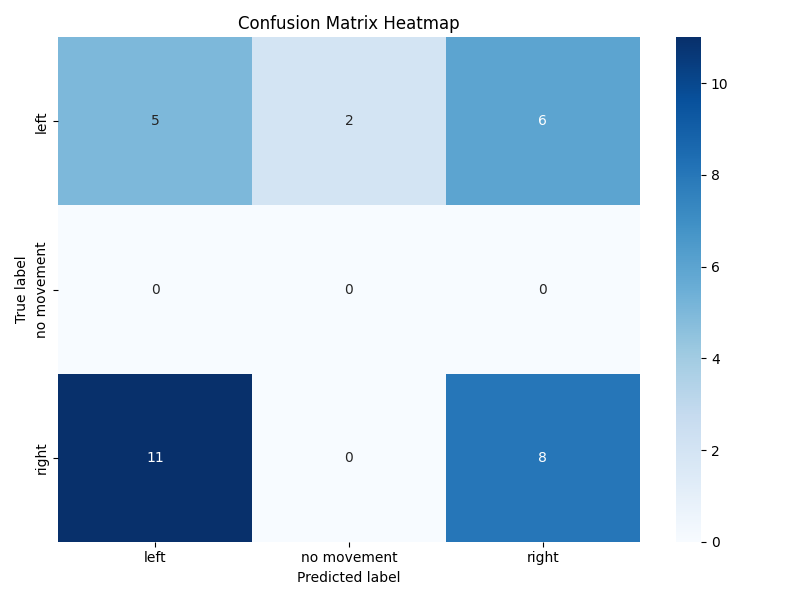 Confusion Matrix Heatmap
True label
left
5 2 6
no movement
0 0 0
right
11 0 8
left no movement right
Predicted label
10
8
6
4
2
0